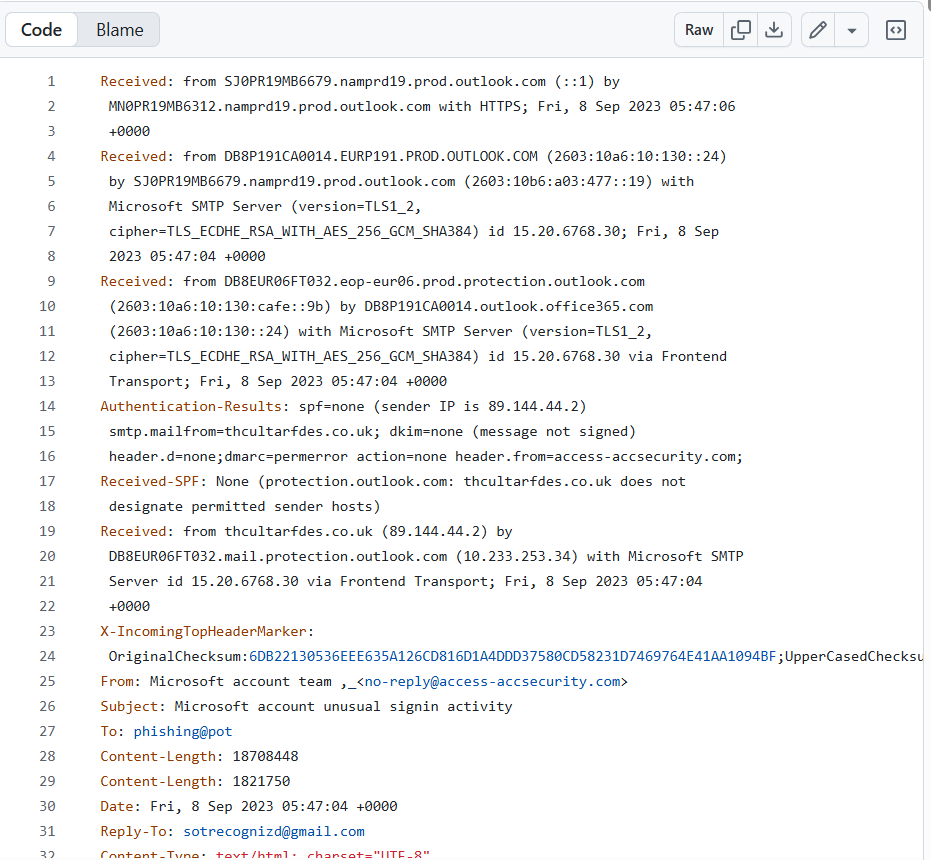 Code Blame Raw
1 Received: from SJ0PR19MB6679.namprd19.prod.outlook.com (::1) by
2 MN0PR19MB6312.namprd19.prod.outlook.com with HTTPS; Fri, 8 Sep 2023 05:47:06
3 +0000
4 Received: from DB8P191CA0014.EURP191.PROD.OUTLOOK.COM (2603:10a6:10:130::24)
5 by SJ0PR19MB6679.namprd19.prod.outlook.com (2603:10b6:a03:477::19) with
6 Microsoft SMTP Server (version=TLS1_2,
7 cipher=TLS_ECDHE_RSA_WITH_AES_256_GCM_SHA384) id 15.20.6768.30; Fri, 8 Sep
8 2023 05:47:04 +0000
9 Received: from DB8EUR06FT032.eop-eur06.prod.protection.outlook.com
10 (2603:10a6:10:130:cafe::9b) by DB8P191CA0014.outlook.office365.com
11 (2603:10a6:10:130::24) with Microsoft SMTP Server (version=TLS1_2,
12 cipher=TLS_ECDHE_RSA_WITH_AES_256_GCM_SHA384) id 15.20.6768.30 via Frontend
13 Transport; Fri, 8 Sep 2023 05:47:04 +0000
14 Authentication-Results: spf=none (sender IP is 89.144.44.2)
15 smtp.mailfrom=thcultarfdes.co.uk; dkim=none (message not signed)
16 header.d=none;dmarc=permerror action=none header.from=access-accsecurity.com;
17 Received-SPF: None (protection.outlook.com: thcultarfdes.co.uk does not
18 designate permitted sender hosts)
19 Received: from thcultarfdes.co.uk (89.144.44.2) by
20 DB8EUR06FT032.mail.protection.outlook.com (10.233.253.34) with Microsoft SMTP
21 Server id 15.20.6768.30 via Frontend Transport; Fri, 8 Sep 2023 05:47:04
22 +0000
23 X-IncomingTopHeaderMarker:
24 OriginalChecksum:6DB22130536EEE635A126CD816D1A4DDD37580CD58231D7469764E41AA1094BF;UpperCasedChecksu
25 From: Microsoft account team ,_<no-reply@access-accsecurity.com>
26 Subject: Microsoft account unusual signin activity
27 To: phishing@pot
28 Content-Length: 18708448
29 Content-Length: 1821750
30 Date: Fri, 8 Sep 2023 05:47:04 +0000
31 Reply-To: sotrecognizd@gmail.com
32 Content-Type: text/html; charset="UTF-8"